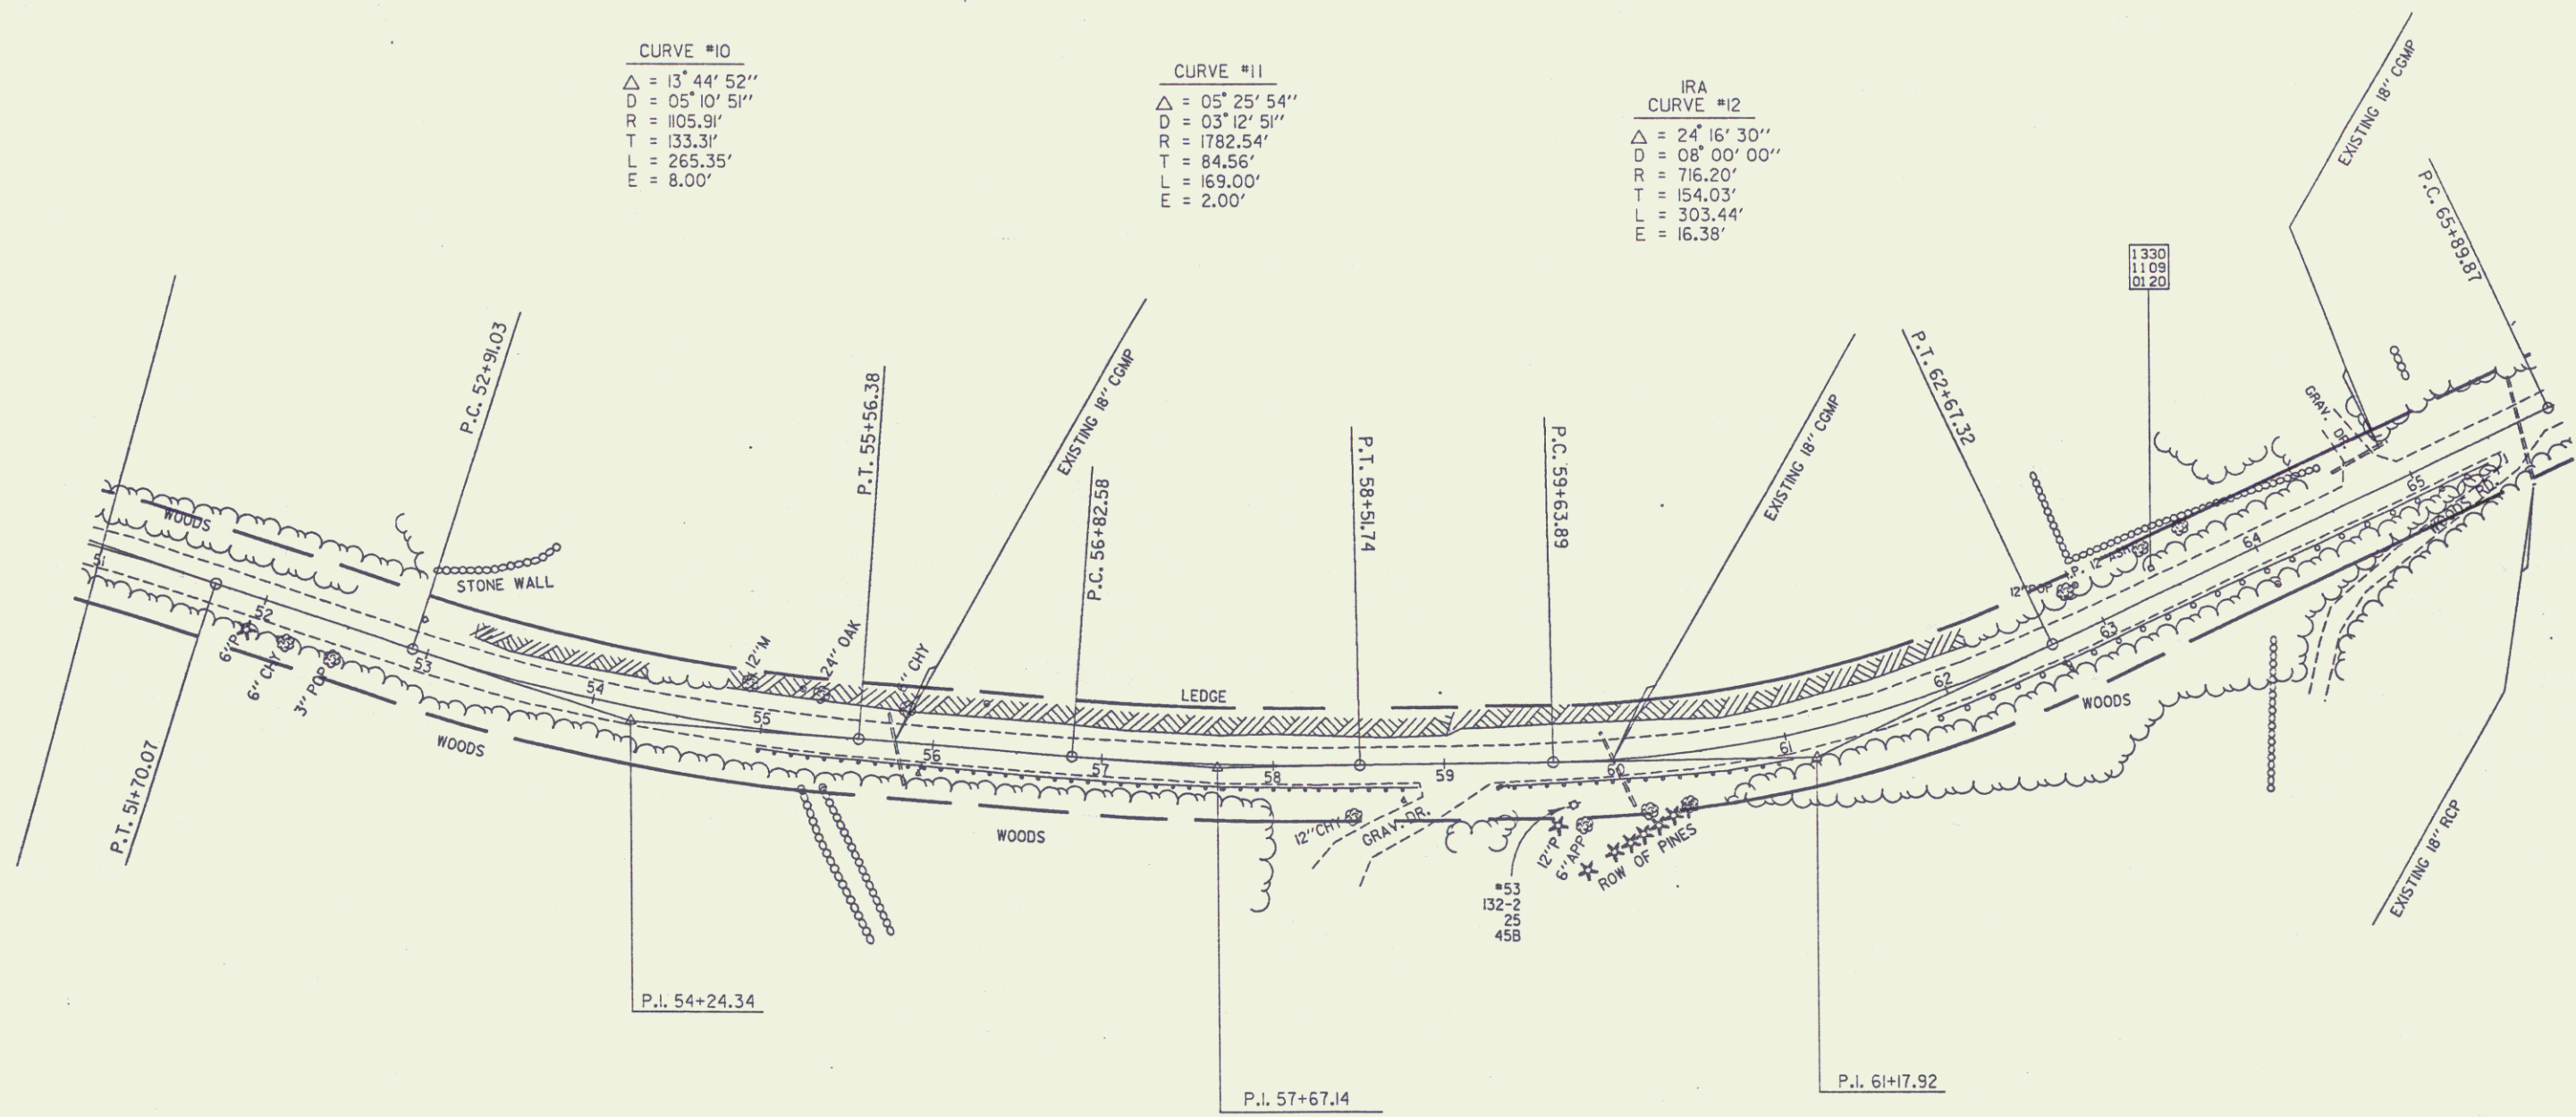 CURVE #10
△ = 13° 44' 52''
D = 05° 10' 51''
R = 1105.91'
T = 133.31'
L = 265.35'
E = 8.00'
CURVE #11
△ = 05° 25' 54''
D = 03° 12' 51''
R = 1782.54'
T = 84.56'
L = 169.00'
E = 2.00'
IRA
CURVE #12
△ = 24° 16' 30''
D = 08° 00' 00''
R = 716.20'
T = 154.03'
L = 303.44'
E = 16.38'
EXISTING 18'' CGMP
P.C. 65+89.87
1330
1109
0120
P.C. 52+91.03
P.T. 55+56.38
EXISTING 18'' CGMP
P.C. 56+82.58
P.T. 58+51.74
P.C. 59+63.89
EXISTING 18'' CGMP
P.T. 62+67.32
GRAV. DR.
WOODS
STONE WALL
51
52
53
54
55
56
57
58
59
60
61
62
63
64
65
6''P
6'' CHY
3'' POP
12''M
24'' OAK
CHY
LEDGE
12''POP
WOODS
WOODS
WOODS
P.T. 51+70.07
12''CHY
GRAV. DR.
12''P
6''APP
ROW OF PINES
#53
132-2
25
45B
EXISTING 18'' RCP
P.I. 54+24.34
P.I. 57+67.14
P.I. 61+17.92